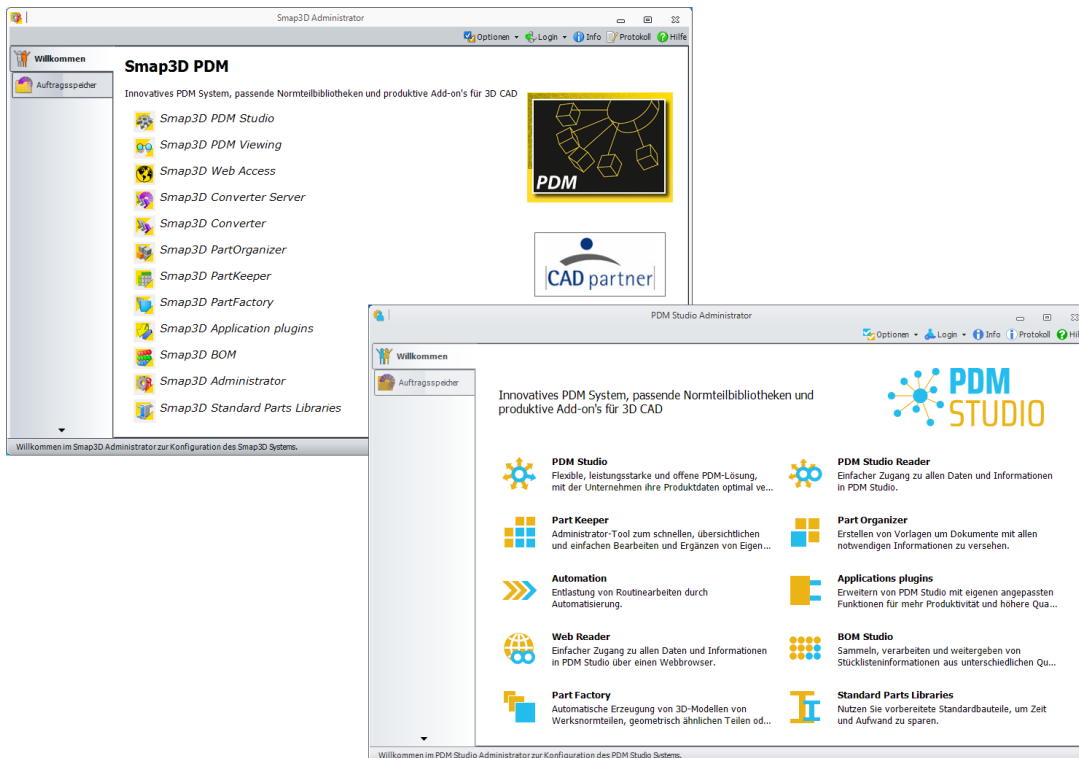 Smap3D Administrator
Optionen Login Info Protokoll Hilfe
Willkommen
Auftragsspeicher
Smap3D PDM
Innovatives PDM System, passende Normteilbibliotheken und produktive Add-on's für 3D CAD
Smap3D PDM Studio
Smap3D PDM Viewing
Smap3D Web Access
Smap3D Converter Server
Smap3D Converter
Smap3D PartOrganizer
Smap3D PartKeeper
Smap3D PartFactory
Smap3D Application plugins
Smap3D BOM
Smap3D Administrator
Smap3D Standard Parts Libraries
PDM
CAD partner
Willkommen im Smap3D Administrator zur Konfiguration des Smap3D Systems.
PDM Studio Administrator
Optionen Login Info Protokoll Hil
Willkommen
Auftragsspeicher
Innovatives PDM System, passende Normteilbibliotheken und
produktive Add-on's für 3D CAD
PDM
STUDIO
PDM Studio
Flexible, leistungsstarke und offene PDM-Lösung,
mit der Unternehmen ihre Produktdaten optimal ve...
PDM Studio Reader
Einfacher Zugang zu allen Daten und Informationen
in PDM Studio.
Part Keeper
Administrator-Tool zum schnellen, übersichtlichen
und einfachen Bearbeiten und Ergänzen von Eigen...
Part Organizer
Erstellen von Vorlagen um Dokumente mit allen
notwendigen Informationen zu versehen.
Automation
Entlastung von Routinearbeiten durch
Automatisierung.
Applications plugins
Erweitern von PDM Studio mit eigenen angepassten
Funktionen für mehr Produktivität und höhere Qua...
Web Reader
Einfacher Zugang zu allen Daten und Informationen
in PDM Studio über einen Webbrowser.
BOM Studio
Sammeln, verarbeiten und weitergeben von
Stücklisteninformationen aus unterschiedlichen Qu...
Part Factory
Automatische Erzeugung von 3D-Modellen von
Werksnormteilen, geometrisch ähnlichen Teilen od...
Standard Parts Libraries
Nutzen Sie vorbereitete Standardbauteile, um Zeit
und Aufwand zu sparen.
Willkommen im PDM Studio Administrator zur Konfiguration des PDM Studio Systems.